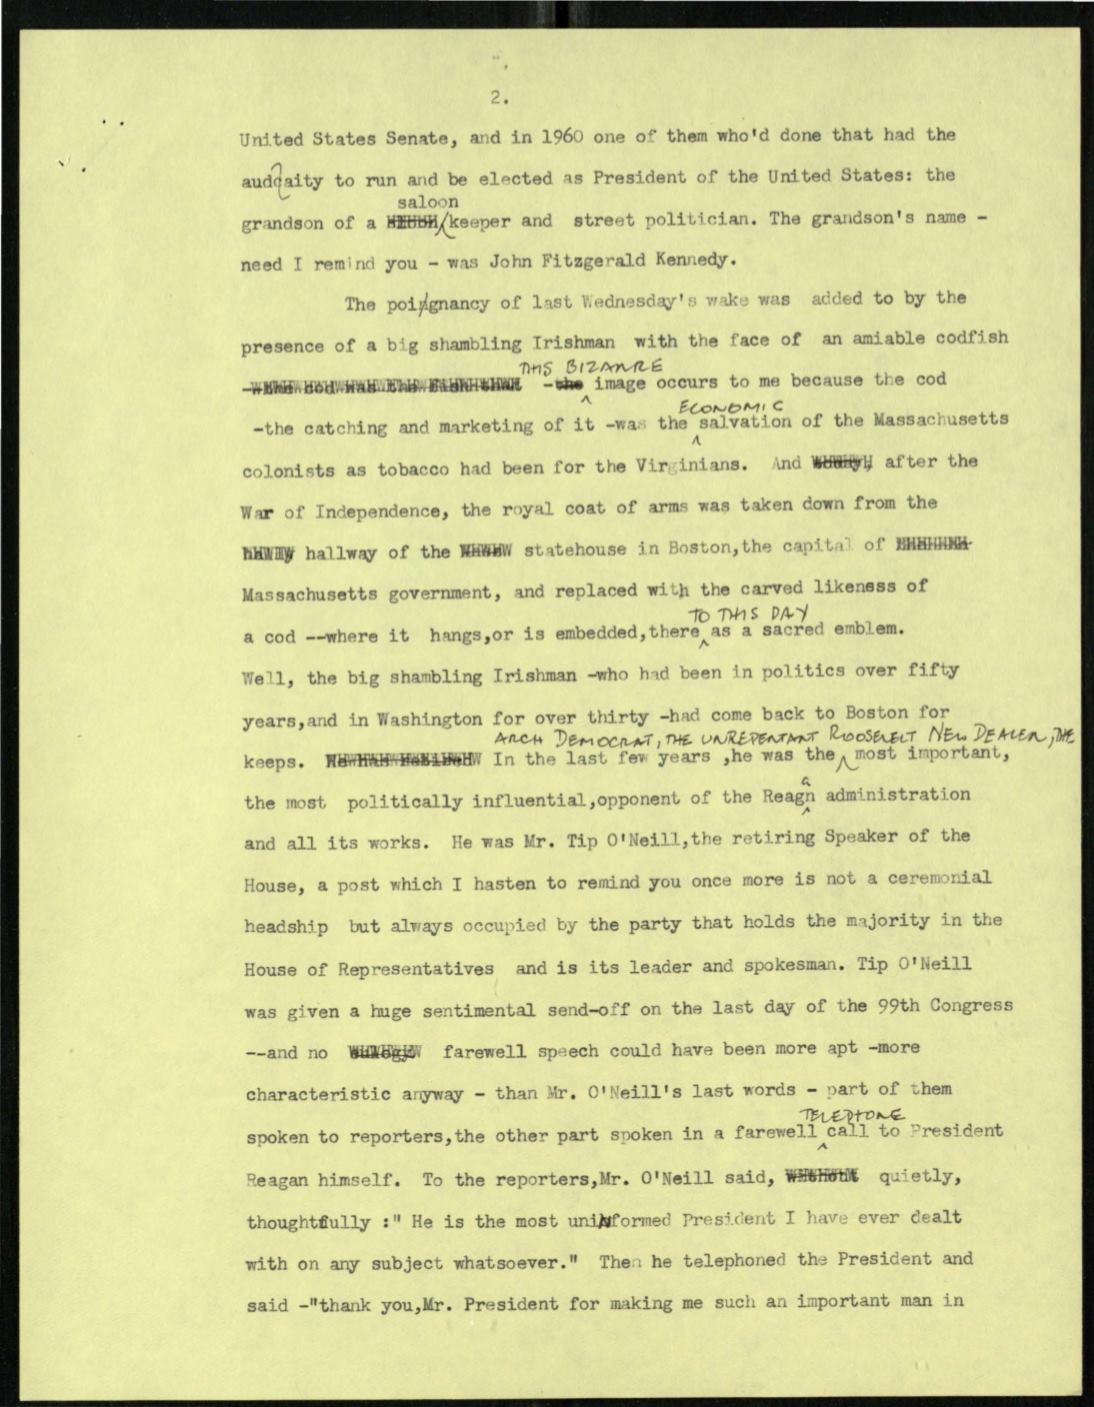 2.
United States Senate, and in 1960 one of them who'd done that had the
audcaity to run and be elected as President of the United States: the
saloon
grandson of a keeper and street politician. The grandson's name -
need I remind you - was John Fitzgerald Kennedy.
The poignancy of last Wednesday's wake was added to by the
presence of a big shambling Irishman with the face of an amiable codfish
THIS BIZARRE
-the image occurs to me because the cod
ECONOMIC
-the catching and marketing of it -was the salvation of the Massachusetts
colonists as tobacco had been for the Virginians. And after the
War of Independence, the royal coat of arms was taken down from the
hallway of the statehouse in Boston,the capital of
Massachusetts government, and replaced with the carved likeness of
TO THIS DAY
a cod --where it hangs,or is embedded,there as a sacred emblem.
Well, the big shambling Irishman -who had been in politics over fifty
years,and in Washington for over thirty -had come back to Boston for
ARCH DEMOCRAT, THE UNREPENTANT ROOSEVELT NEW DEALER, THE
keeps. In the last few years ,he was the most important,
a
the most politically influential,opponent of the Reagn administration
and all its works. He was Mr. Tip O'Neill,the retiring Speaker of the
House, a post which I hasten to remind you once more is not a ceremonial
headship but always occupied by the party that holds the majority in the
House of Representatives and is its leader and spokesman. Tip O'Neill
was given a huge sentimental send-off on the last day of the 99th Congress
--and no farewell speech could have been more apt -more
characteristic anyway - than Mr. O'Neill's last words - part of them
TELEPHONE
spoken to reporters,the other part spoken in a farewell call to President
Reagan himself. To the reporters,Mr. O'Neill said, quietly,
thoughtfully :" He is the most uninformed President I have ever dealt
with on any subject whatsoever." Then he telephoned the President and
said -"thank you,Mr. President for making me such an important man in